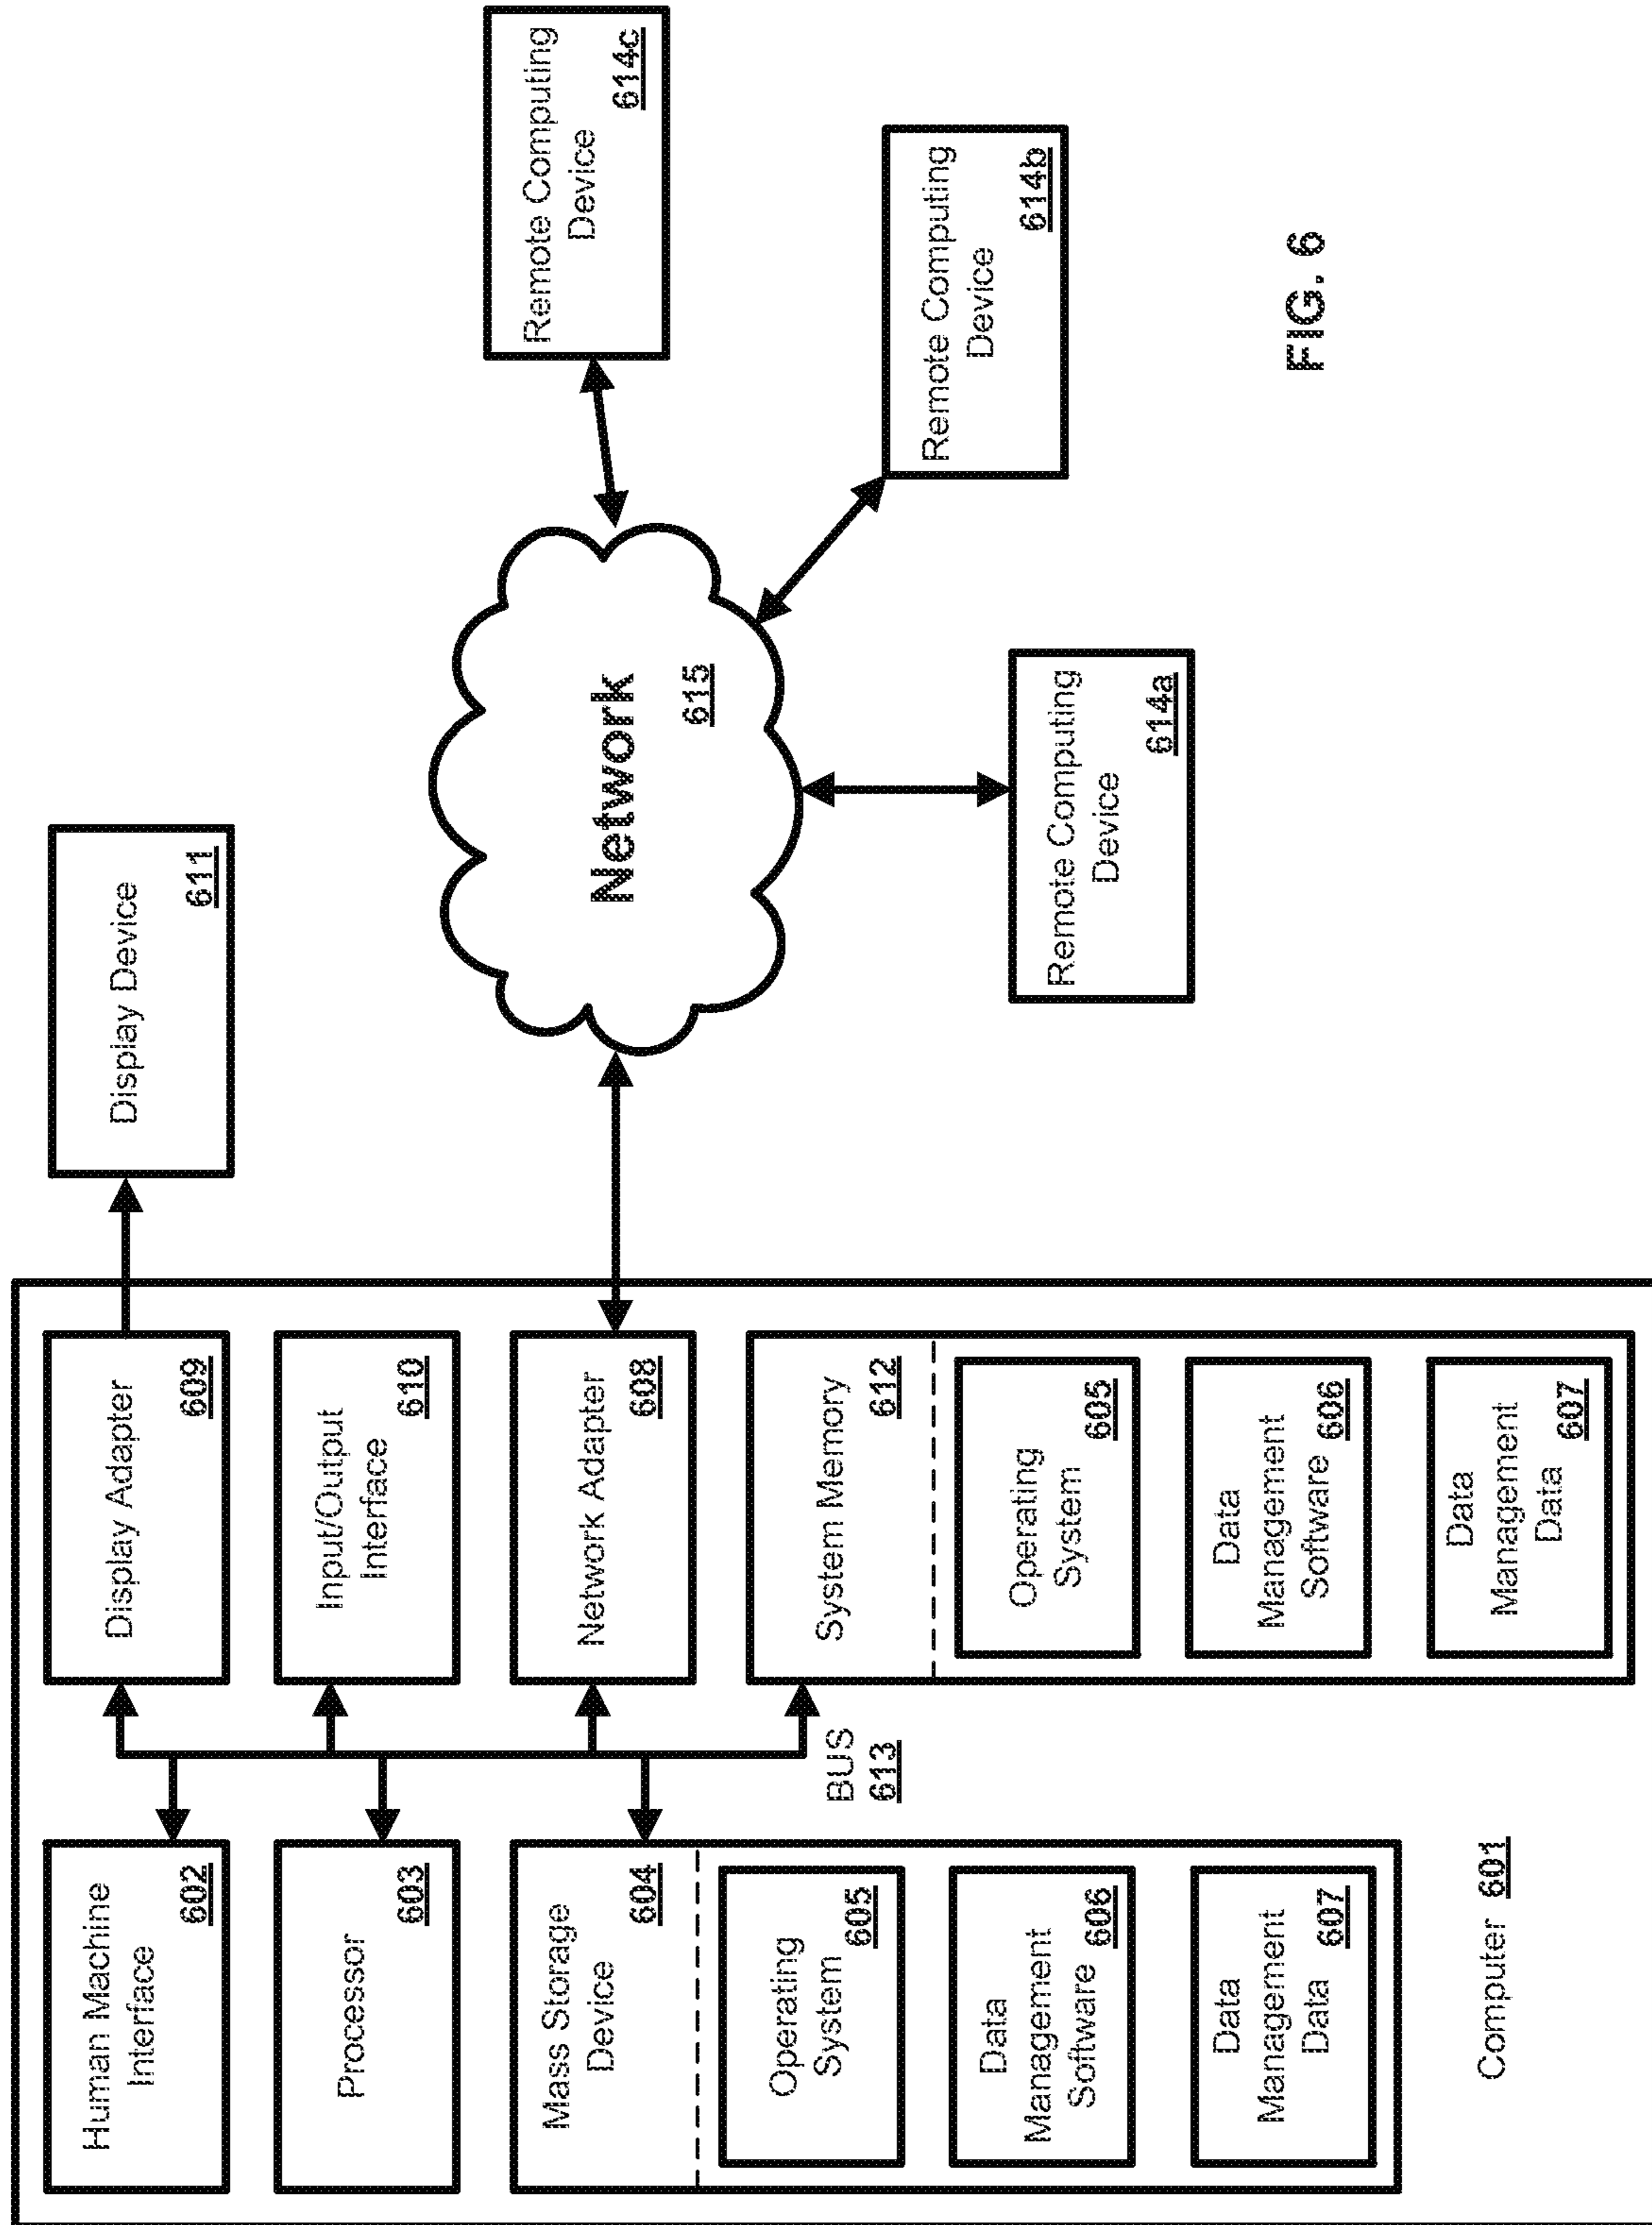 Human Machine
Interface
602
Processor
603
Mass Storage
Device
604
Operating
System
605
Data
Management
Software 606
Data
Management
Data
607
Computer 601
BUS
613
Display Adapter
609
Input/Output
Interface
610
Network Adapter
608
System Memory
612
Operating
System
605
Data
Management
Software 606
Data
Management
Data
607
Display Device
611
Network
615
Remote Computing
Device
614a
Remote Computing
Device
614b
Remote Computing
Device
614c
FIG. 6